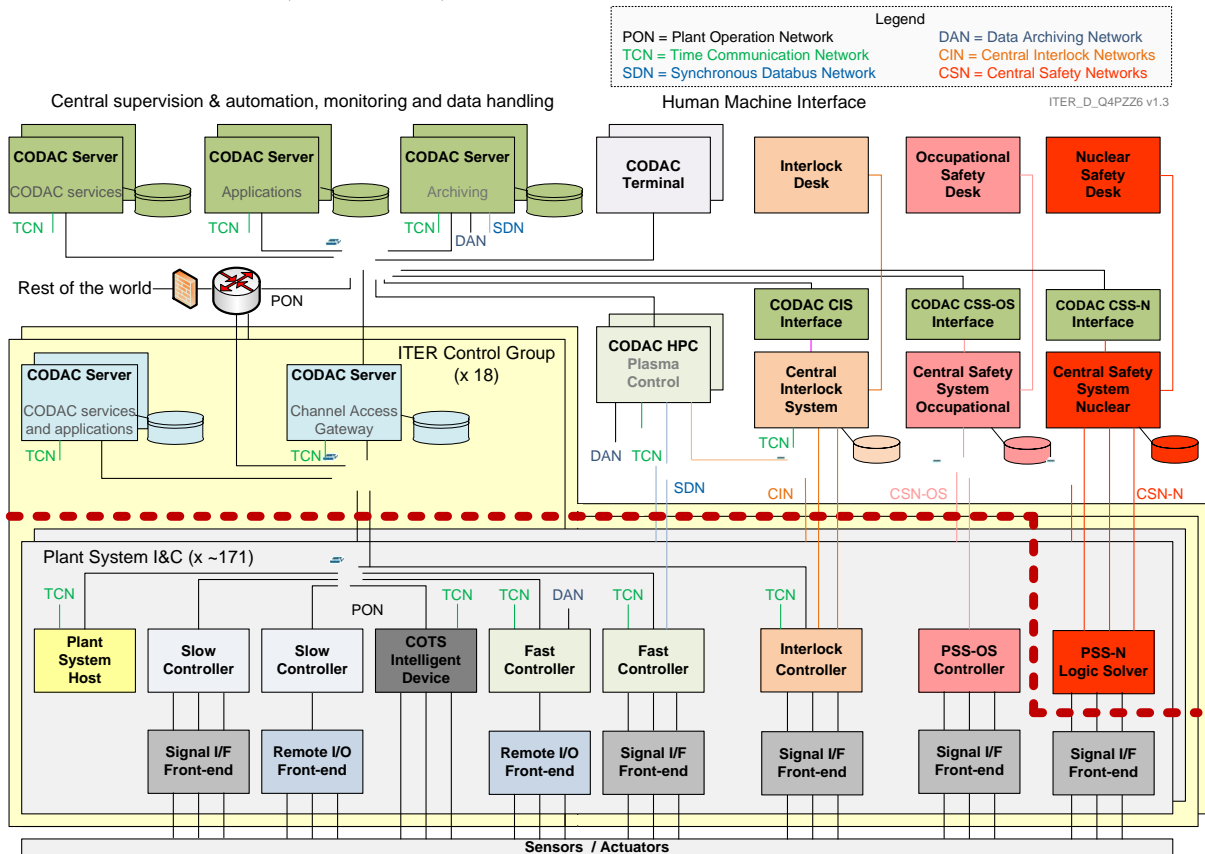 Legend
PON = Plant Operation Network
DAN = Data Archiving Network
TCN = Time Communication Network
CIN = Central Interlock Networks
SDN = Synchronous Databus Network
CSN = Central Safety Networks
Central supervision & automation, monitoring and data handling
Human Machine Interface
ITER_D_Q4PZZ6 v1.3
CODAC Server
CODAC services
TCN
CODAC Server
Applications
TCN
CODAC Server
Archiving
TCN
DAN
SDN
CODAC
Terminal
Interlock
Desk
Occupational
Safety
Desk
Nuclear
Safety
Desk
Rest of the world
PON
CODAC CIS
Interface
CODAC CSS-OS
Interface
CODAC CSS-N
Interface
ITER Control Group
(x 18)
CODAC Server
CODAC services
and applications
TCN
CODAC Server
Channel Access
Gateway
TCN
CODAC HPC
Plasma
Control
DAN
TCN
SDN
Central
Interlock
System
TCN
CIN
Central Safety
System
Occupational
CSN-OS
Central Safety
System
Nuclear
CSN-N
Plant System I&C (x ~171)
TCN
PON
TCN
TCN
DAN
TCN
TCN
Plant
System
Host
Slow
Controller
Slow
Controller
COTS
Intelligent
Device
Fast
Controller
Fast
Controller
Interlock
Controller
PSS-OS
Controller
PSS-N
Logic Solver
Signal I/F
Front-end
Remote I/O
Front-end
Remote I/O
Front-end
Signal I/F
Front-end
Signal I/F
Front-end
Signal I/F
Front-end
Signal I/F
Front-end
Sensors / Actuators